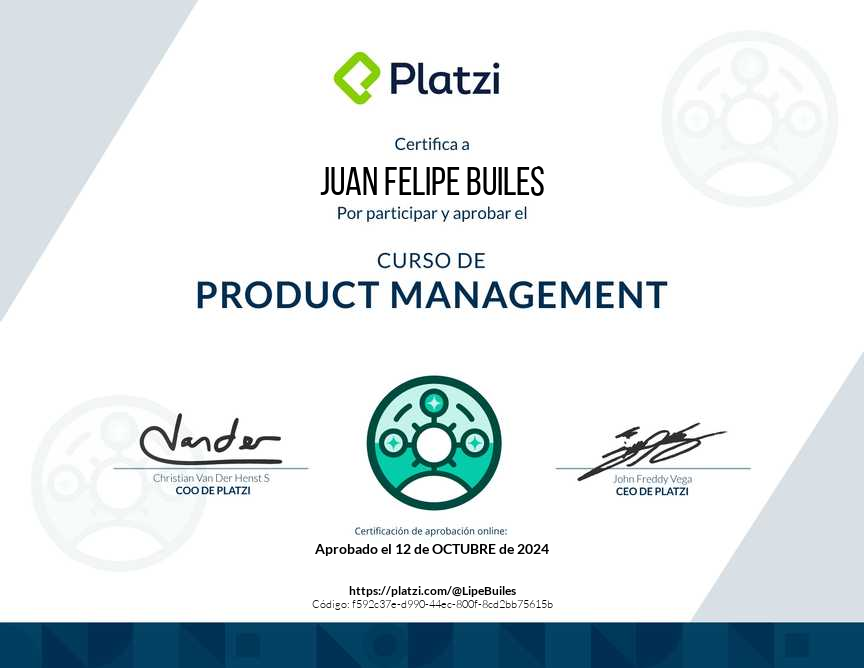 Platzi
Certifica a
JUAN FELIPE BUILES
Por participar y aprobar el
CURSO DE
PRODUCT MANAGEMENT
Vander
Christian Van Der Henst S
COO DE PLATZI
John Freddy Vega
CEO DE PLATZI
Certificación de aprobación online:
Aprobado el 12 de OCTUBRE de 2024
https://platzi.com/@LipeBuiles
Código: f592c37e-d990-44ec-800f-8cd2bb75615b